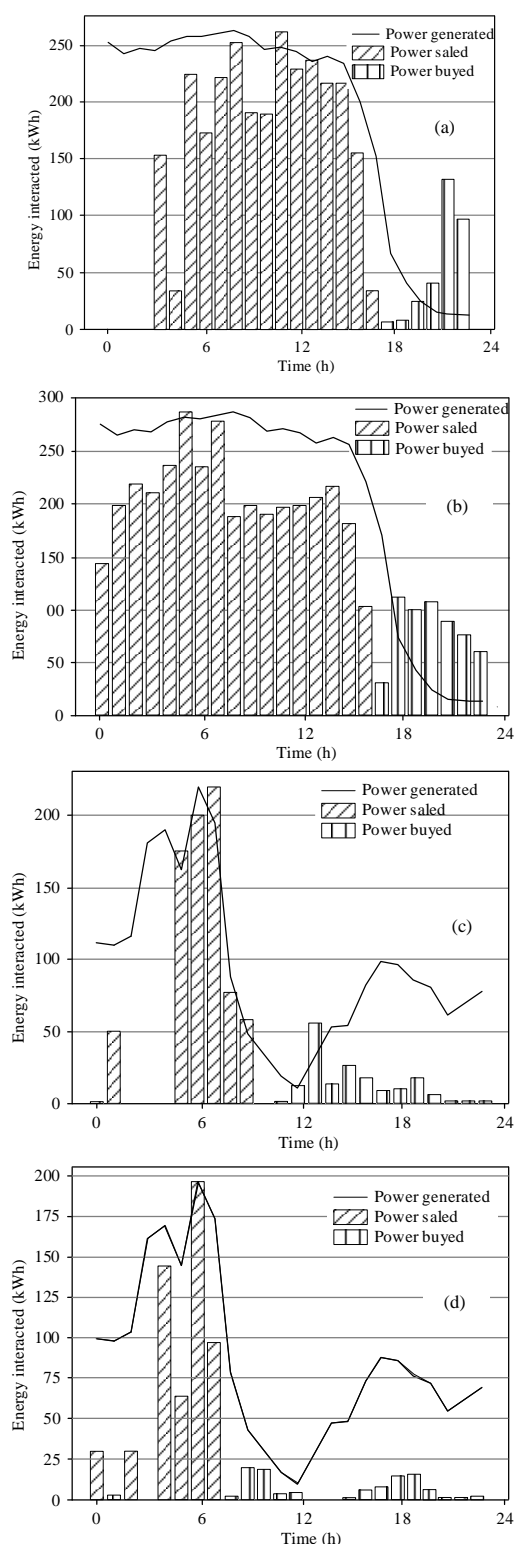 Energy interacted (kWh)
250
200
150
100
50
0
Power generated
Power saled
Power buyed
(a)
0 6 12 18 24
Time (h)
Energy interacted (kWh)
300
250
200
150
00
50
0
Power generated
Power saled
Power buyed
(b)
0 6 12 18 24
Time (h)
Energy interacted (kWh)
200
150
100
50
0
Power generated
Power saled
Power buyed
(c)
0 6 12 18 24
Time (h)
Energy interacted (kWh)
200
175
150
125
100
75
50
25
0
Power generated
Power saled
Power buyed
(d)
0 6 12 18 24
Time (h)